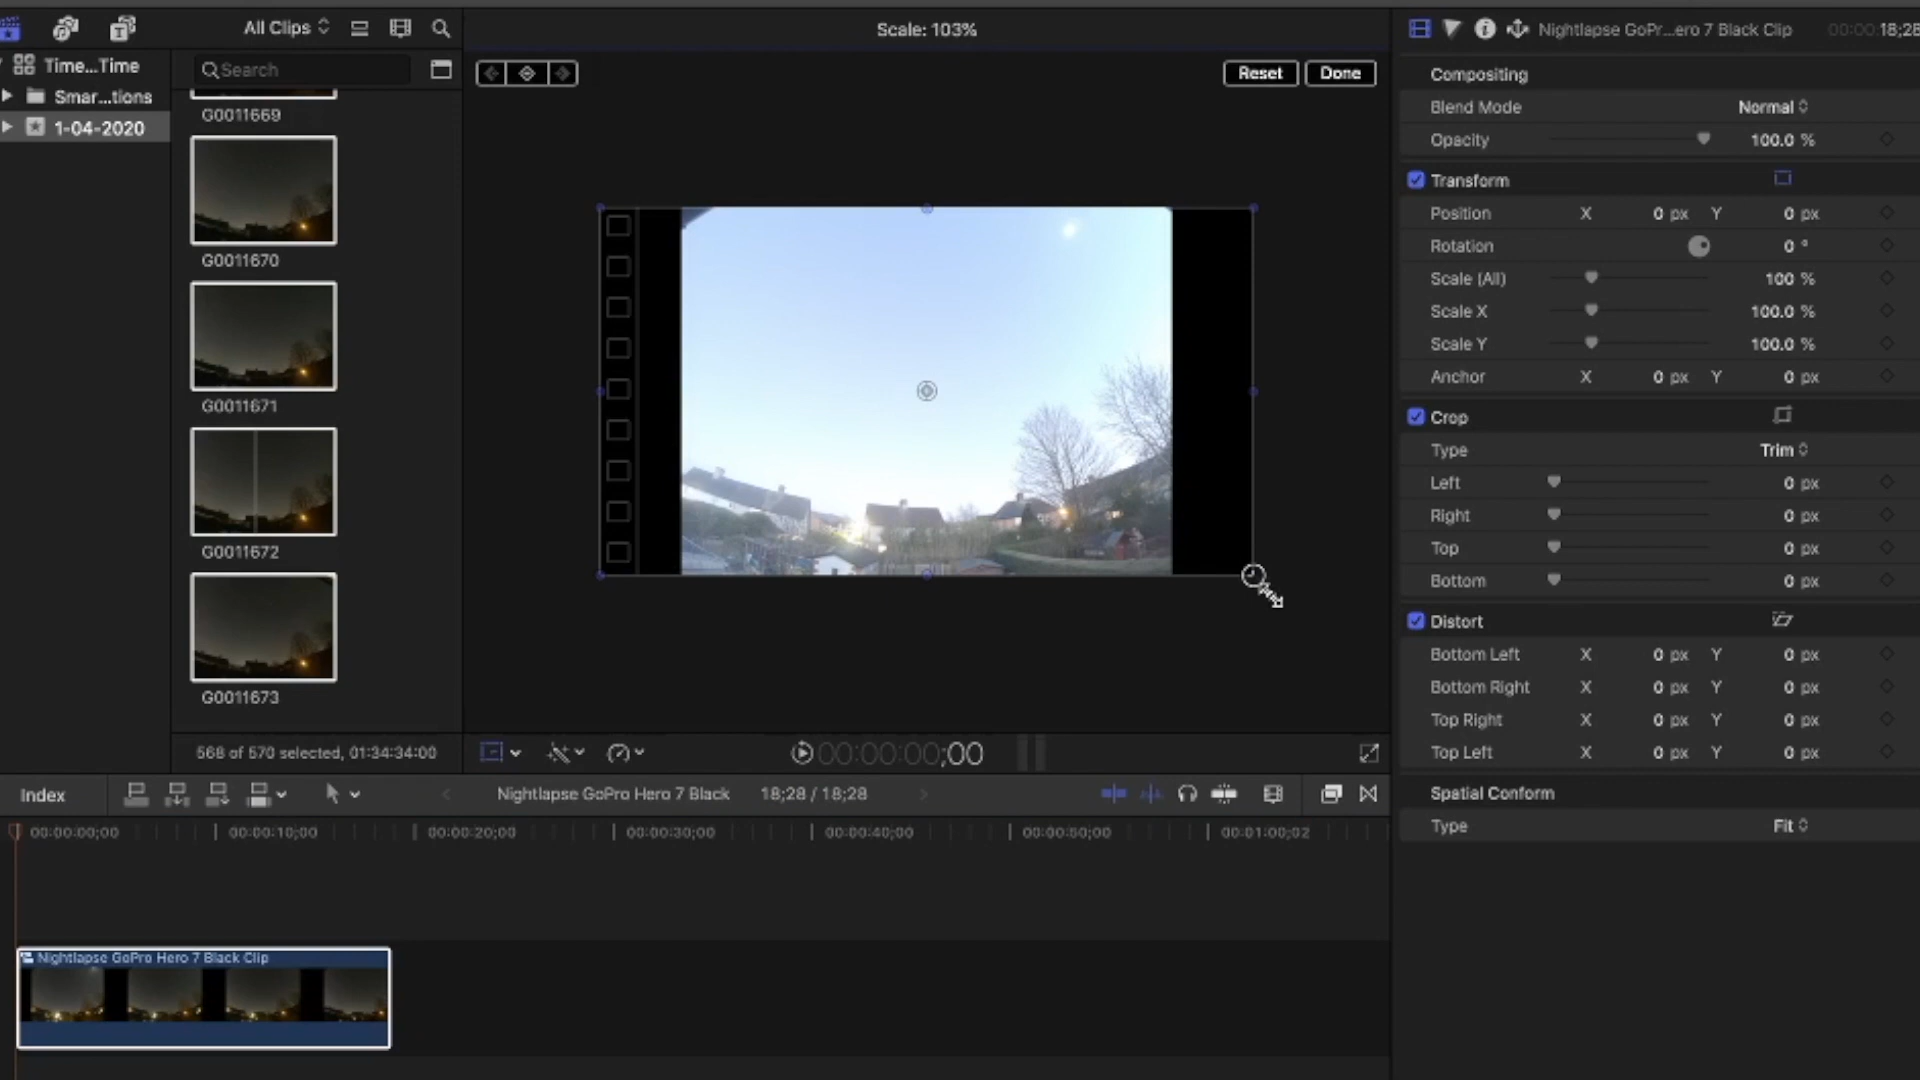 All Clips
Scale: 103%
Nightlapse GoPr...ero 7 Black Clip
00:00:18;28
Time...Time
Search
Reset
Done
Compositing
Smar...tions
Blend Mode
Normal
G0011669
1-04-2020
Opacity
100.0 %
Transform
Position X 0 px Y 0 px
Rotation 0 °
G0011670
Scale (All) 100 %
Scale X 100.0 %
Scale Y 100.0 %
Anchor X 0 px Y 0 px
G0011671
Crop
Type Trim
Left 0 px
Right 0 px
Top 0 px
G0011672
Bottom 0 px
Distort
Bottom Left X 0 px Y 0 px
Bottom Right X 0 px Y 0 px
G0011673
Top Right X 0 px Y 0 px
Top Left X 0 px Y 0 px
568 of 570 selected, 01:34:34:00
00:00:00;00
Spatial Conform
Type Fit
Index
Nightlapse GoPro Hero 7 Black
18;28 / 18;28
00:00:00;00
00:00:10;00
00:00:20;00
00:00:30;00
00:00:40;00
00:00:50;00
00:01:00;02
Nightlapse GoPro Hero 7 Black Clip